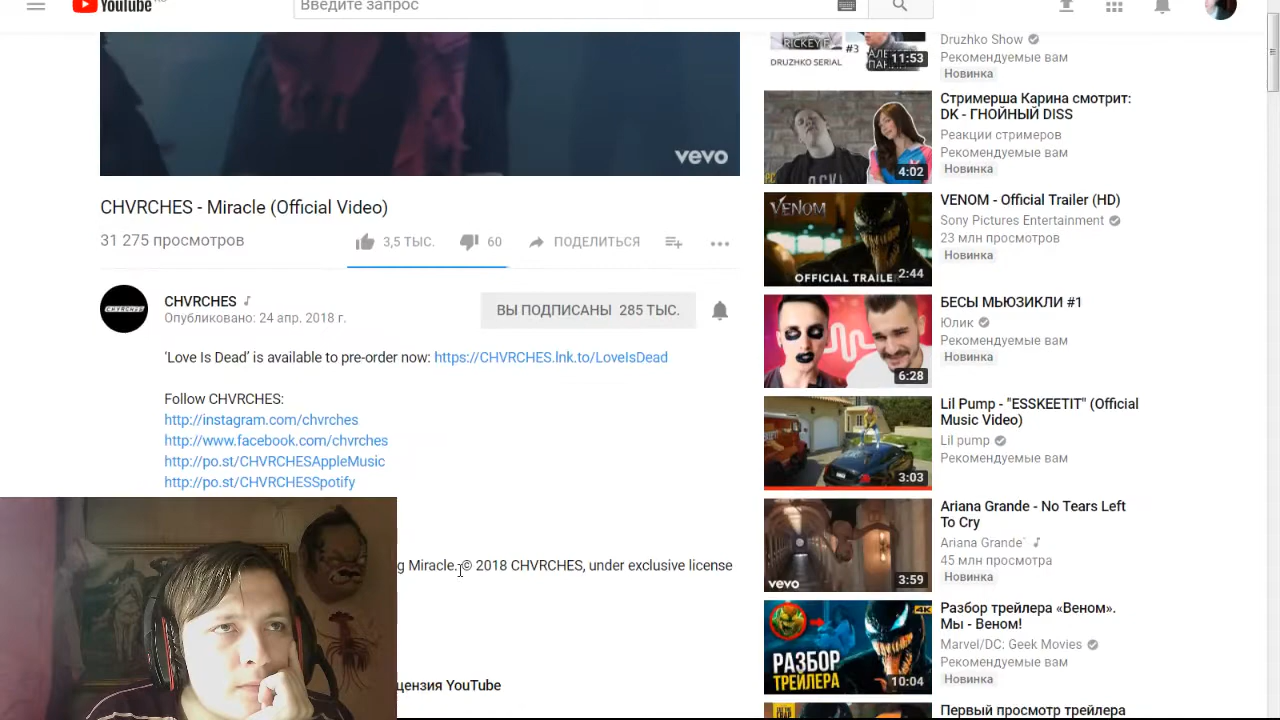 YouTube
Введите запрос
vevo
CHVRCHES - Miracle (Official Video)
31 275 просмотров
3,5 ТЫС.
60
ПОДЕЛИТЬСЯ
CHVRCHES
Опубликовано: 24 апр. 2018 г.
ВЫ ПОДПИСАНЫ 285 ТЫС.
'Love Is Dead' is available to pre-order now: https://CHVRCHES.lnk.to/LoveIsDead
Follow CHVRCHES:
http://instagram.com/chvrches
http://www.facebook.com/chvrches
http://po.st/CHVRCHESAppleMusic
http://po.st/CHVRCHESSpotify
g Miracle. © 2018 CHVRCHES, under exclusive license
цензия YouTube
RICKEY F
#3
DRUZHKO SERIAL
11:53
Druzhko Show
Рекомендуемые вам
Новинка
4:02
Стримерша Карина смотрит:
DK - ГНОЙНЫЙ DISS
Реакции стримеров
Рекомендуемые вам
Новинка
VENOM
OFFICIAL TRAILE
2:44
VENOM - Official Trailer (HD)
Sony Pictures Entertainment
23 млн просмотров
Новинка
6:28
БЕСЫ МЬЮЗИКЛИ #1
Юлик
Рекомендуемые вам
Новинка
3:03
Lil Pump - "ESSKEETIT" (Official
Music Video)
Lil pump
Рекомендуемые вам
vevo
3:59
Ariana Grande - No Tears Left
To Cry
Ariana Grande
45 млн просмотра
Новинка
4K
РАЗБОР
ТРЕЙЛЕРА
10:04
Разбор трейлера «Веном».
Мы - Веном!
Marvel/DC: Geek Movies
Рекомендуемые вам
Новинка
Первый просмотр трейлера